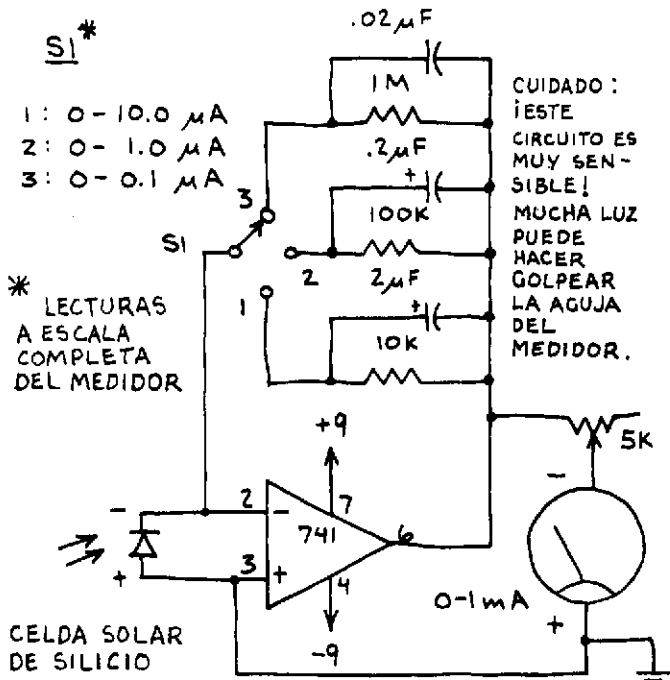 S1*
1: 0-10.0 μA
2: 0-1.0 μA
3: 0-0.1 μA
* LECTURAS
A ESCALA
COMPLETA
DEL MEDIDOR
.02μF
1M
.2μF
+
100K
2μF
+
10K
3
S1
2
1
CUIDADO:
¡ESTE
CIRCUITO ES
MUY SEN-
SIBLE!
MUCHA LUZ
PUEDE
HACER
GOLPEAR
LA AGUJA
DEL
MEDIDOR.
+9
5K
-
2
-
7
741
6
3
+
4
-9
-
+
0-1mA
+
CELDA SOLAR
DE SILICIO